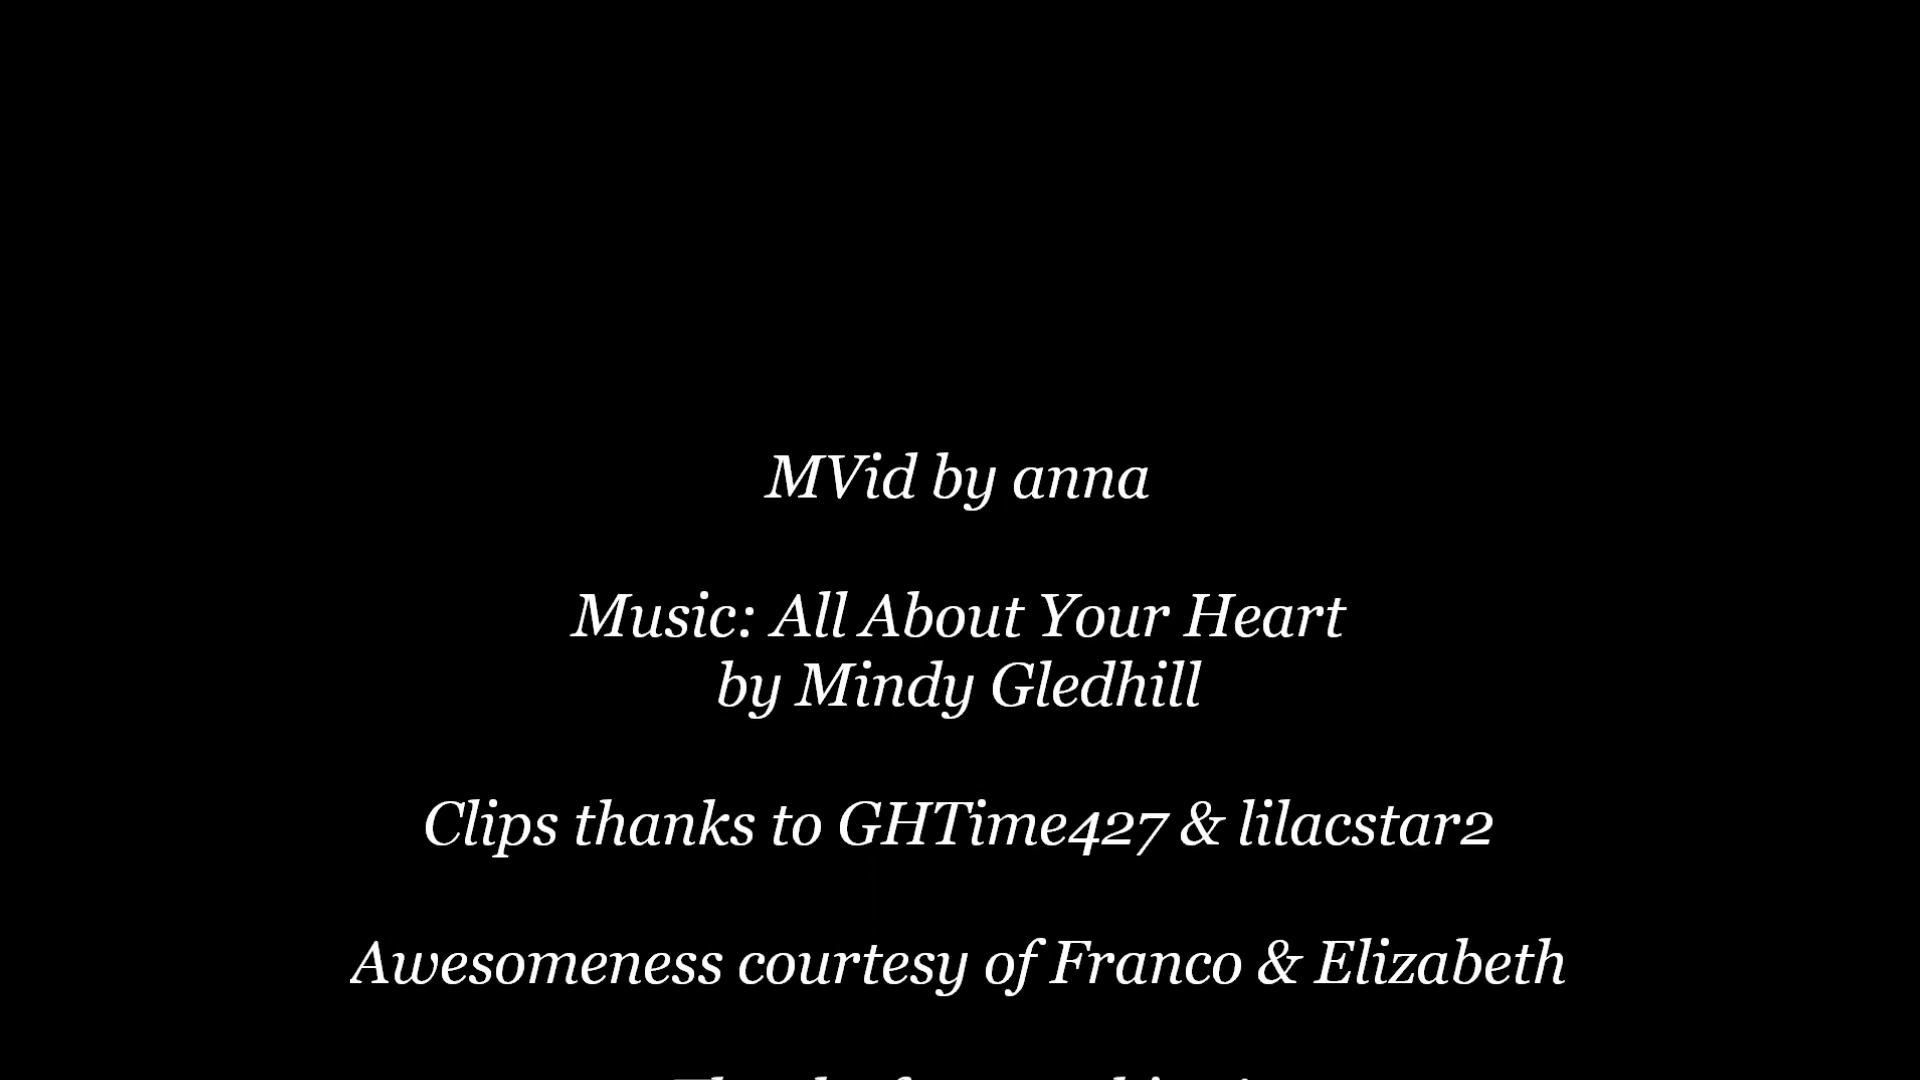 MVid by anna
Music: All About Your Heart
by Mindy Gledhill
Clips thanks to GHTime427 & lilacstar2
Awesomeness courtesy of Franco & Elizabeth